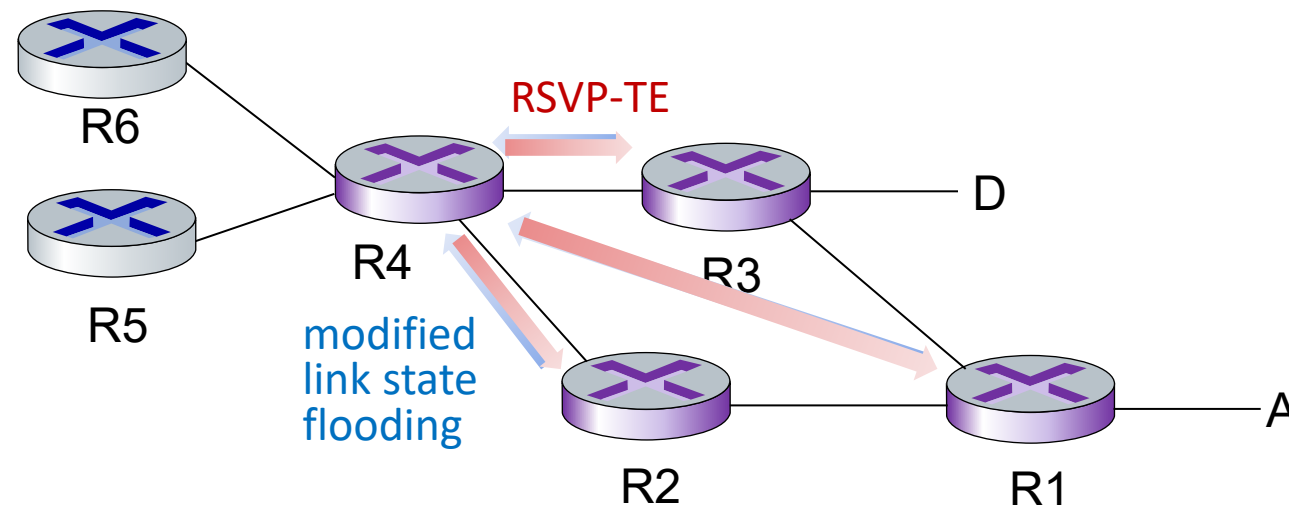 R6
RSVP-TE
D
R4
R3
R5
modified
link state
flooding
A
R2
R1